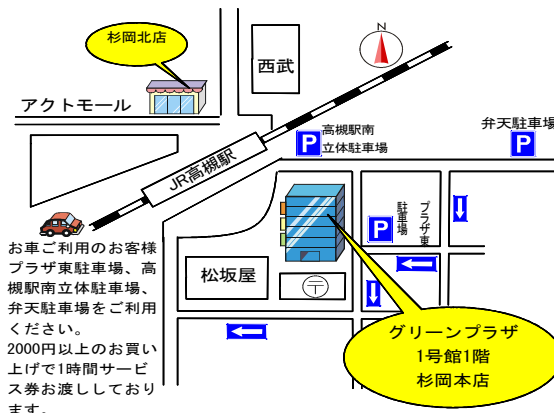 杉岡北店
西武
N
アクトモール
JR高槻駅
P
高槻駅南
立体駐車場
弁天駐車場
P
P
プラザ東
駐車場
松坂屋
〒
お車ご利用のお客様
プラザ東駐車場、高
槻駅南立体駐車場、
弁天駐車場をご利用
ください。
2000円以上のお買い
上げで1時間サービ
ス券お渡ししており
ます。
グリーンプラザ
1号館1階
杉岡本店